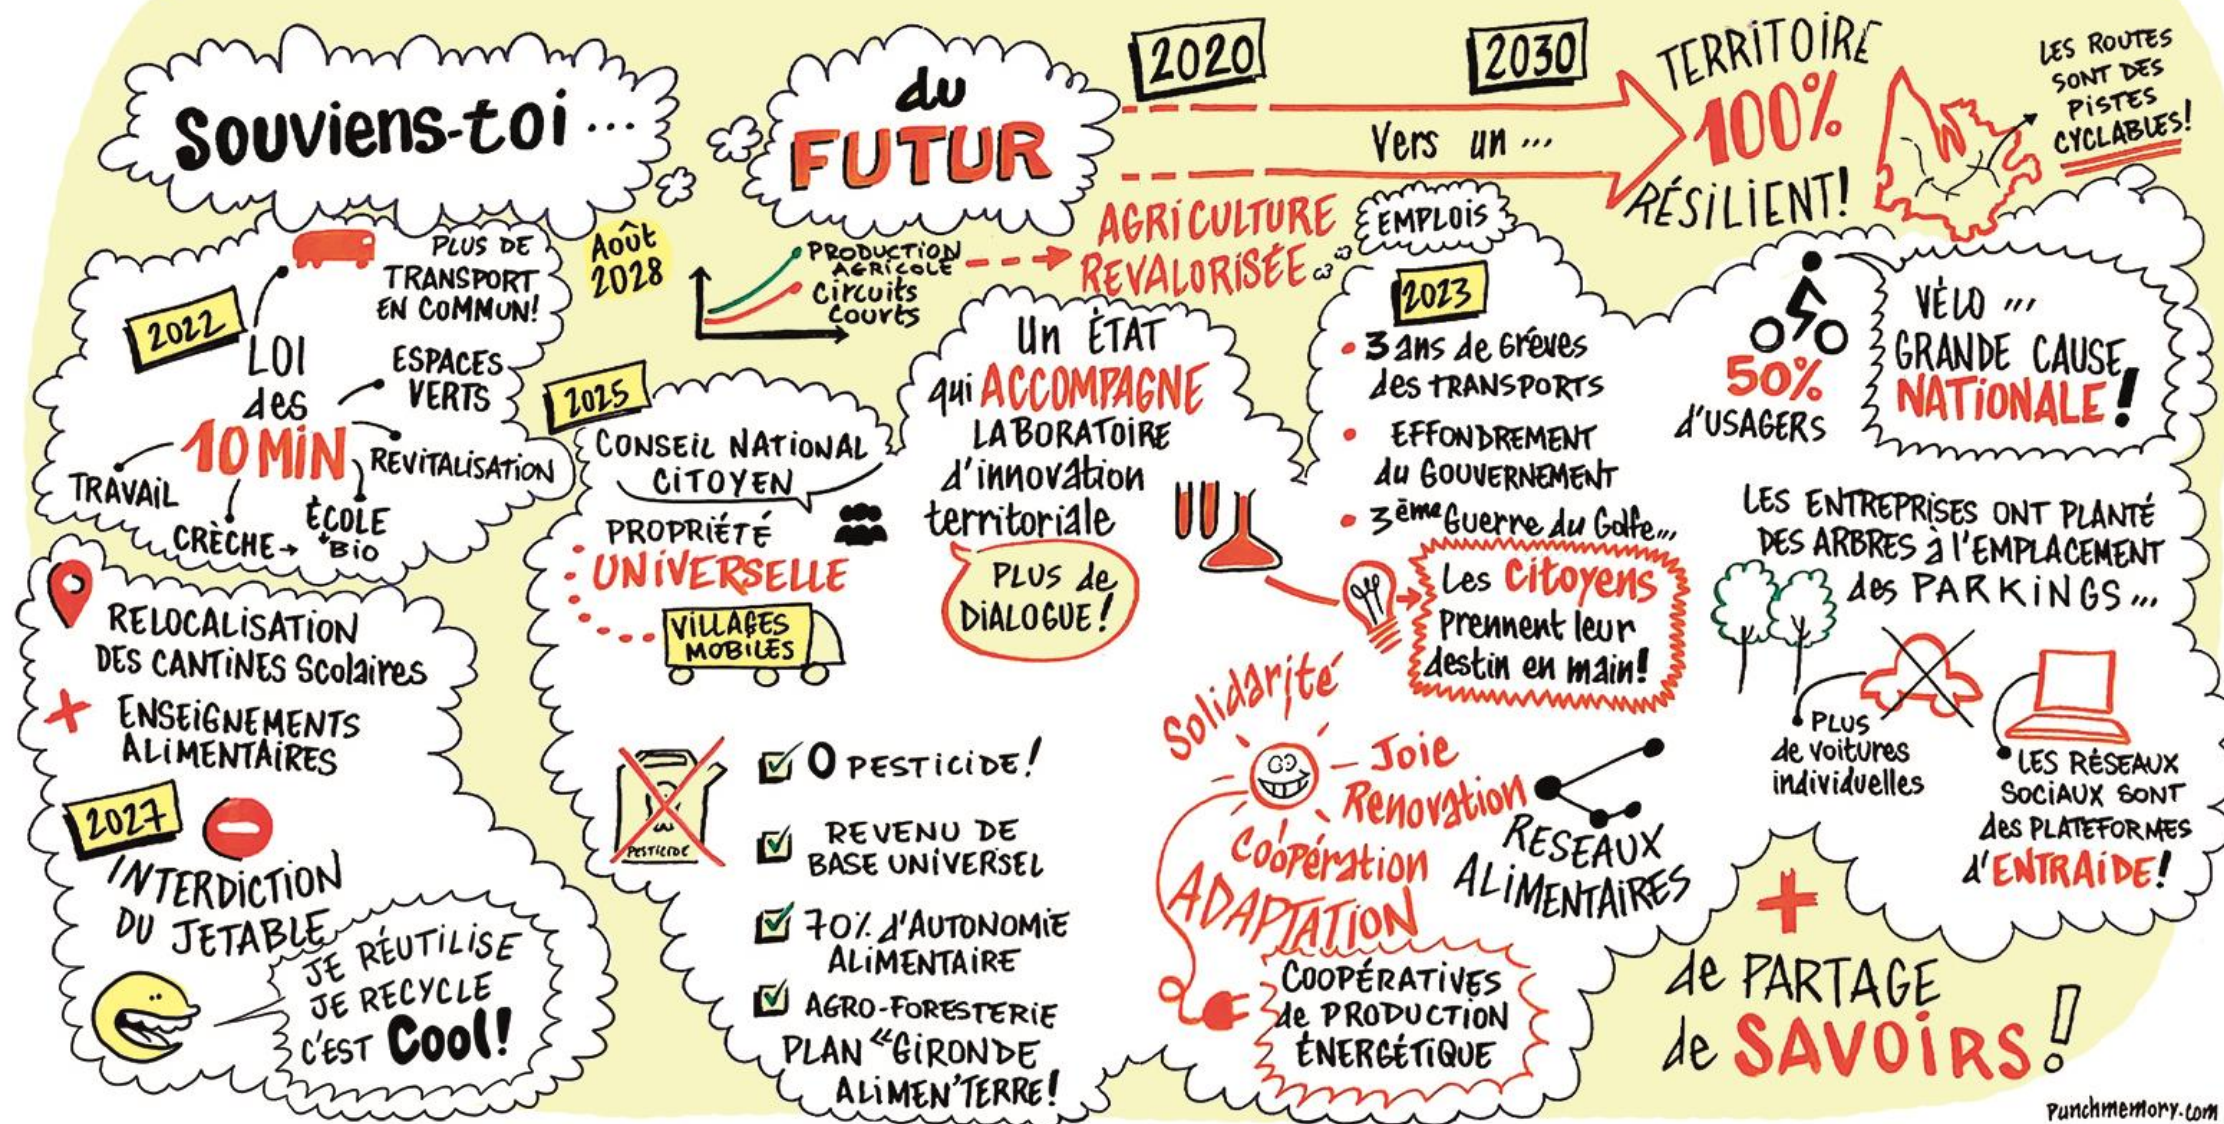 Souviens-toi...
du
FUTUR
2020
2030
Vers un ...
TERRITOIRE
100%
RÉSILIENT!
LES ROUTES
SONT DES
PISTES
CYCLABLES!
2022
PLUS DE
TRANSPORT
EN COMMUN!
LOI
des
10 MIN
ESPACES
VERTS
REVITALISATION
TRAVAIL
CRÈCHE
ÉCOLE
BIO
RELOCALISATION
DES CANTINES Scolaires
+ ENSEIGNEMENTS
ALIMENTAIRES
2027
INTERDICTION
DU JETABLE
JE RÉUTILISE
JE RECYCLE
C'EST Cool!
Août
2028
PRODUCTION
AGRICOLE
Circuits
Courts
AGRICULTURE
REVALORISÉE
2025
CONSEIL NATIONAL
CITOYEN
PROPRIÉTÉ
UNIVERSELLE
VILLAGES
MOBILES
Un ÉTAT
qui ACCOMPAGNE
LABORATOIRE
d'innovation
territoriale
PLUS de
DIALOGUE!
PESTICIDE
0 PESTICIDE!
REVENU DE
BASE UNIVERSEL
70% d'AUTONOMIE
ALIMENTAIRE
AGRO-FORESTERIE
PLAN “GIRONDE
ALIMEN'TERRE!
EMPLOIS
2023
• 3 ans de Grèves
des TRANSPORTS
• EFFONDREMENT
du GOUVERNEMENT
• 3ème Guerre du Golfe...
Les Citoyens
prennent leur
destin en main!
Solidarité
Joie
Renovation
Coopération
ADAPTATION
RESEAUX
ALIMENTAIRES
COOPÉRATIVES
de PRODUCTION
ÉNERGÉTIQUE
50%
d'USAGERS
VÉLO ...
GRANDE CAUSE
NATIONALE!
LES ENTREPRISES ONT PLANTÉ
DES ARBRES à l'EMPLACEMENT
des PARKINGS...
PLUS
de voitures
individuelles
LES RÉSEAUX
SOCIAUX SONT
des PLATEFORMES
d'ENTRAIDE!
+
de PARTAGE
de SAVOIRS!
Punchmemory.com